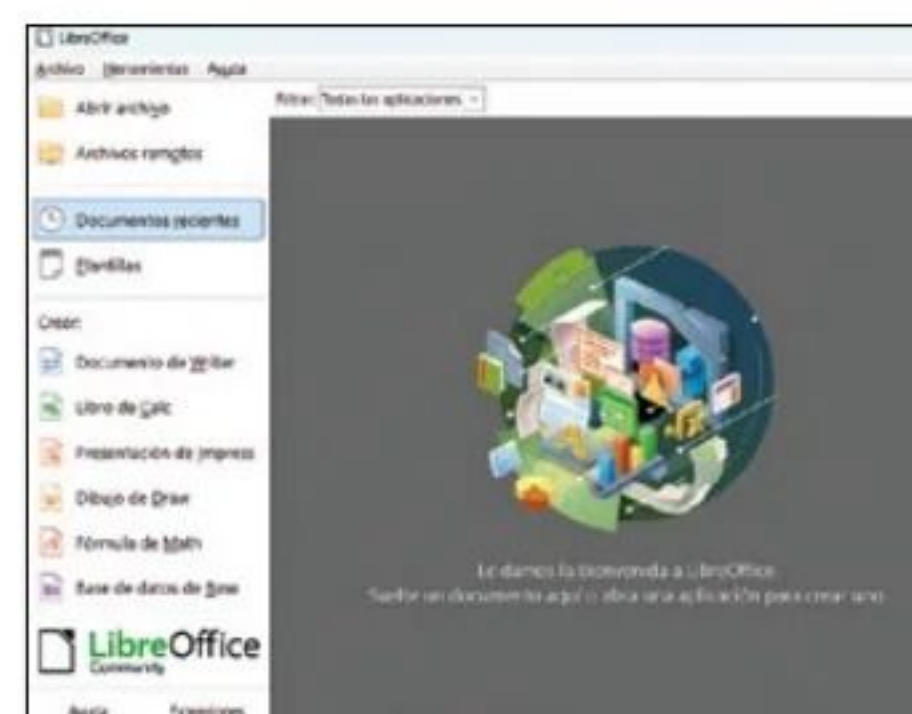 LibreOffice
Archivo Herramientas Ayuda
Abrir archivo
Filtrar: Todas las aplicaciones
Archivos remotos
Documentos recientes
Plantillas
Crear:
Documento de Writer
Libro de Calc
Presentación de Impress
Dibujo de Draw
Fórmula de Math
Base de datos de Base
Le damos la bienvenida a LibreOffice.
Suelte un documento aquí o abra una aplicación para crear uno.
LibreOffice
Community
Ayuda Extensiones